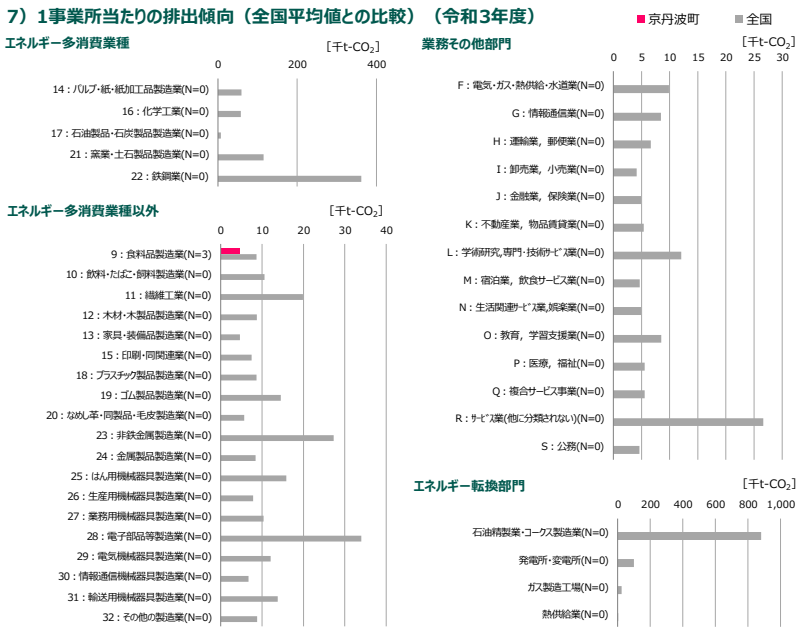 7）1事業所当たりの排出傾向（全国平均値との比較）（令和3年度）
京丹波町 全国
エネルギー多消費業種
[千t-CO₂]
0 200 400
14：パルプ・紙・紙加工品製造業(N=0)
16：化学工業(N=0)
17：石油製品・石炭製品製造業(N=0)
21：窯業・土石製品製造業(N=0)
22：鉄鋼業(N=0)
エネルギー多消費業種以外
[千t-CO₂]
0 10 20 30 40
9：食料品製造業(N=3)
10：飲料・たばこ・飼料製造業(N=0)
11：繊維工業(N=0)
12：木材・木製品製造業(N=0)
13：家具・装備品製造業(N=0)
15：印刷・同関連業(N=0)
18：プラスチック製品製造業(N=0)
19：ゴム製品製造業(N=0)
20：なめし革・同製品・毛皮製造業(N=0)
23：非鉄金属製造業(N=0)
24：金属製品製造業(N=0)
25：はん用機械器具製造業(N=0)
26：生産用機械器具製造業(N=0)
27：業務用機械器具製造業(N=0)
28：電子部品等製造業(N=0)
29：電気機械器具製造業(N=0)
30：情報通信機械器具製造業(N=0)
31：輸送用機械器具製造業(N=0)
32：その他の製造業(N=0)
業務その他部門
[千t-CO₂]
0 5 10 15 20 25 30
F：電気・ガス・熱供給・水道業(N=0)
G：情報通信業(N=0)
H：運輸業，郵便業(N=0)
I：卸売業，小売業(N=0)
J：金融業，保険業(N=0)
K：不動産業，物品賃貸業(N=0)
L：学術研究,専門・技術ｻｰﾋﾞｽ業(N=0)
M：宿泊業，飲食サービス業(N=0)
N：生活関連ｻｰﾋﾞｽ業,娯楽業(N=0)
O：教育，学習支援業(N=0)
P：医療，福祉(N=0)
Q：複合サービス事業(N=0)
R：ｻｰﾋﾞｽ業(他に分類されない)(N=0)
S：公務(N=0)
エネルギー転換部門
[千t-CO₂]
0 200 400 600 800 1,000
石油精製業・コークス製造業(N=0)
発電所・変電所(N=0)
ガス製造工場(N=0)
熱供給業(N=0)